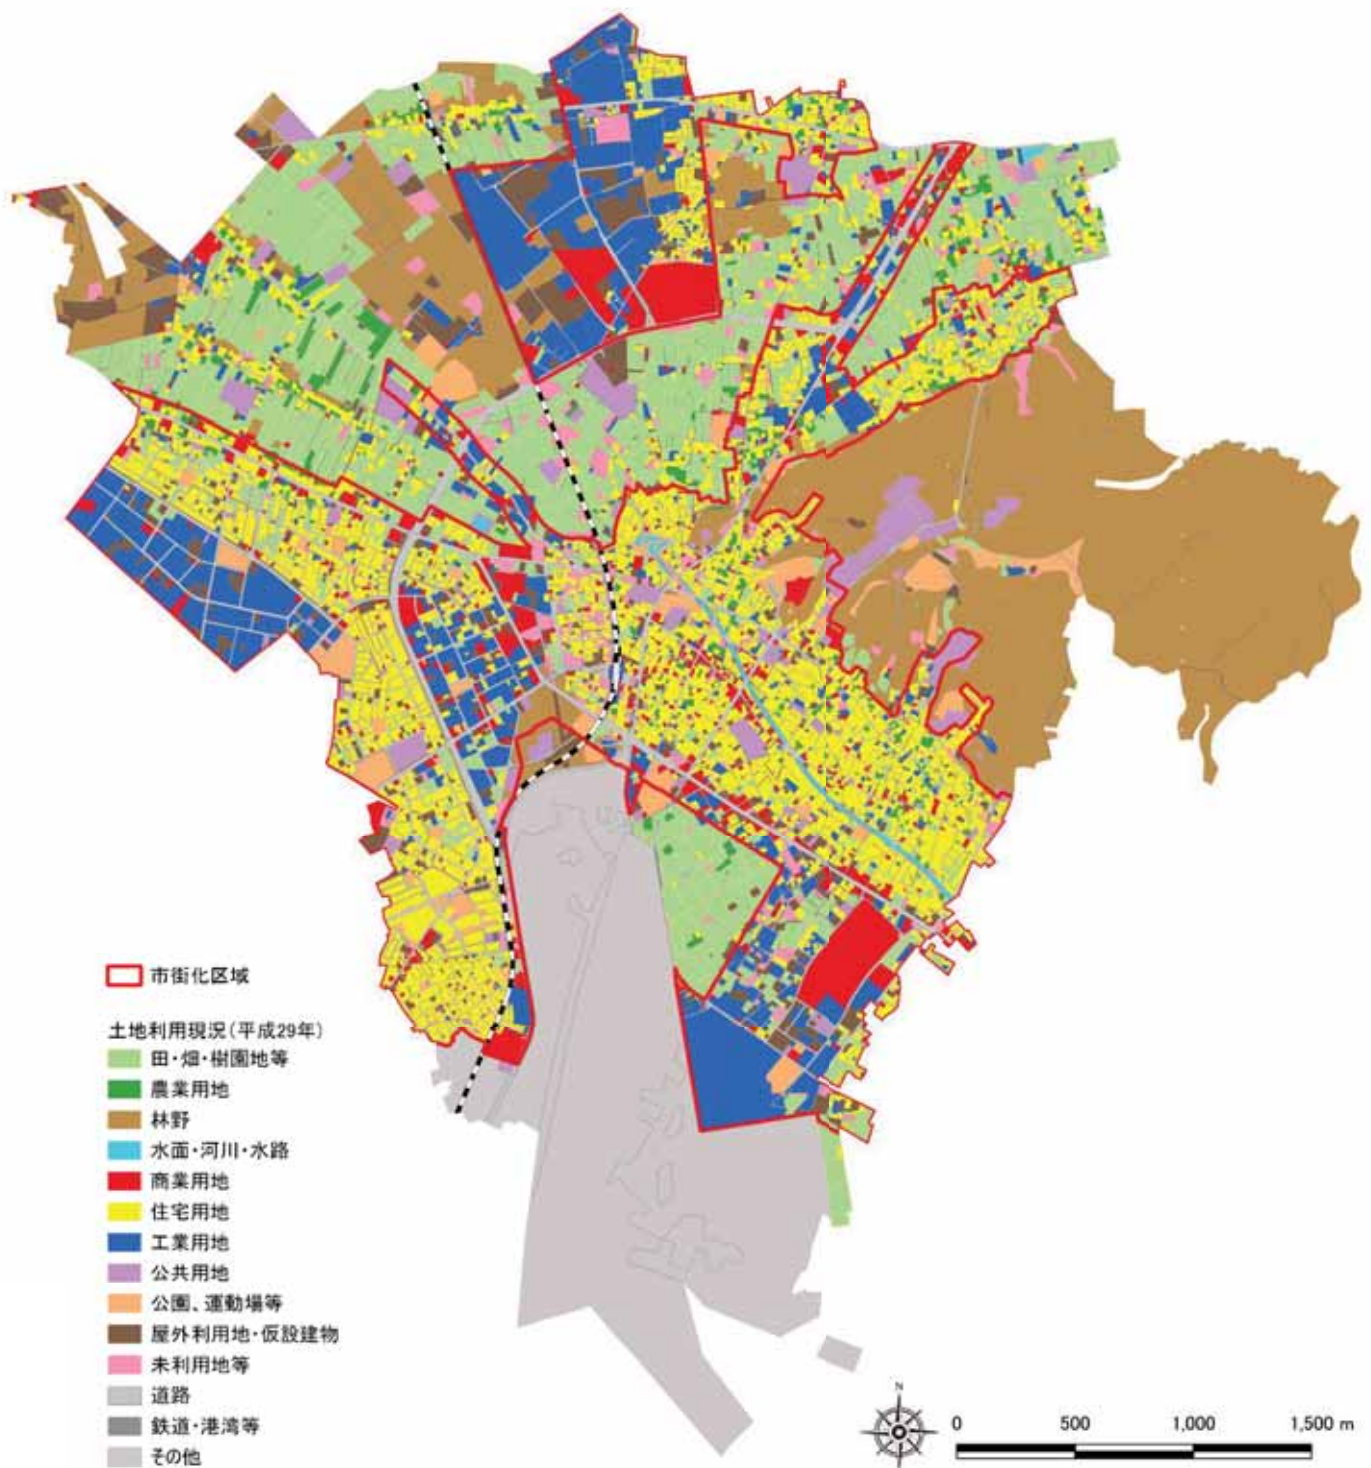 市街化区域
土地利用現況(平成29年)
田・畑・樹園地等
農業用地
林野
水面・河川・水路
商業用地
住宅用地
工業用地
公共用地
公園、運動場等
屋外利用地・仮設建物
未利用地等
道路
鉄道・港湾等
その他
N
0 500 1,000 1,500 m